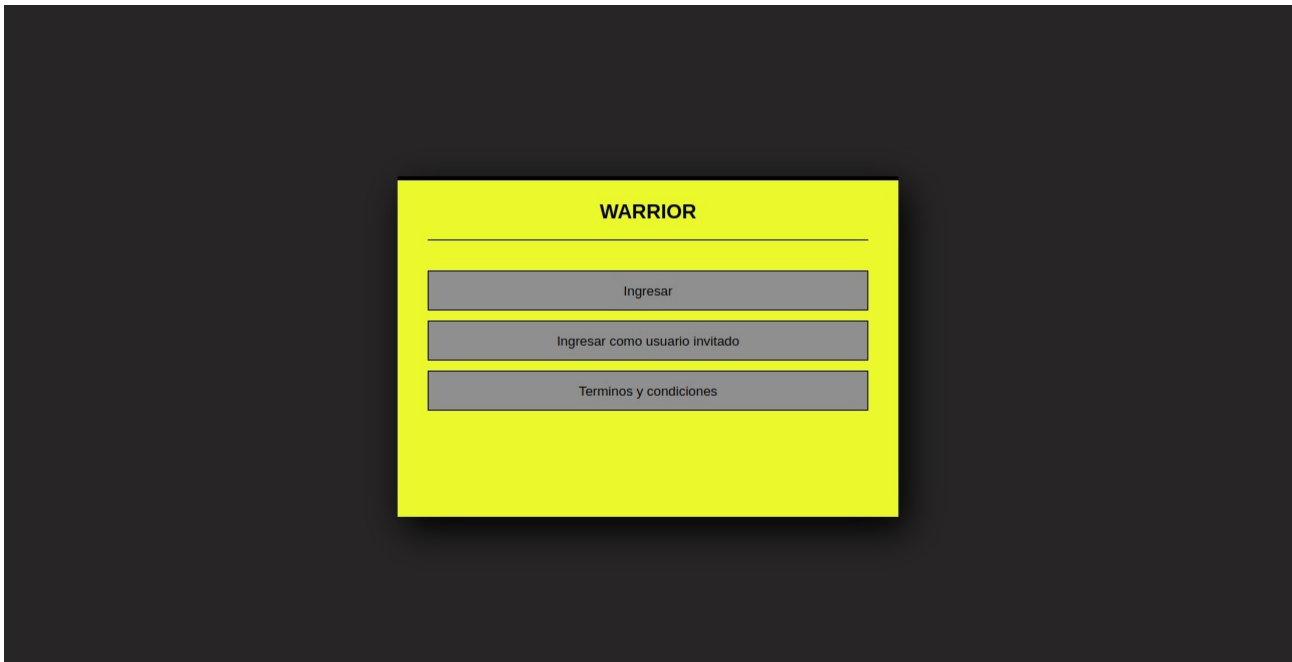 WARRIOR
Ingresar
Ingresar como usuario invitado
Terminos y condiciones